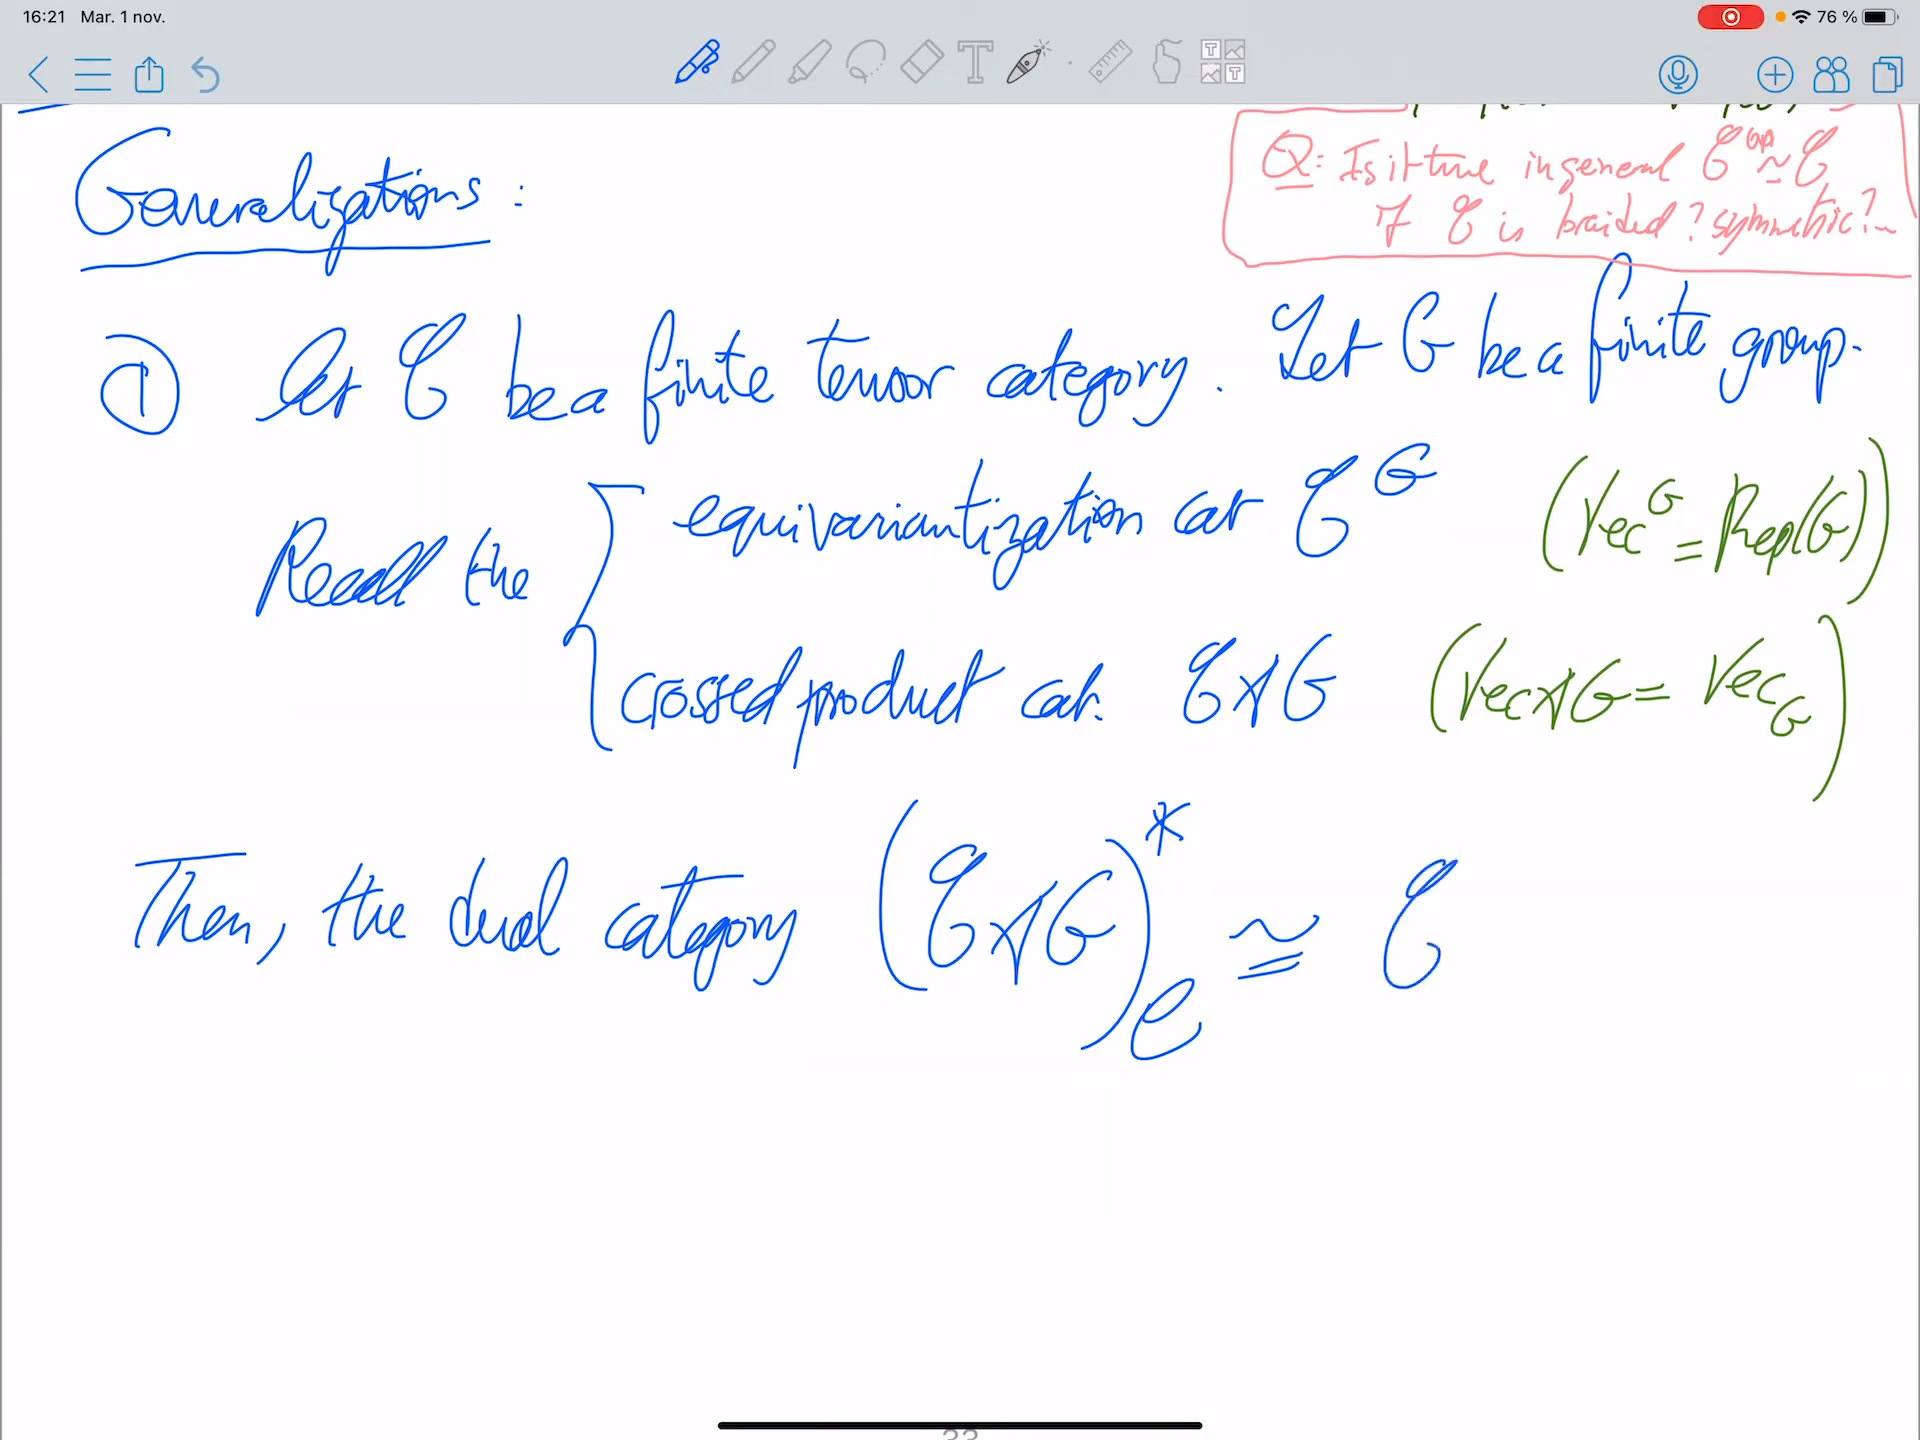 16:21 Mar. 1 nov.
76 %
Generalizations :
Q: Is it true in general 𝒞^op ≃ 𝒞
if 𝒞 is braided? symmetric?...
① let 𝒞 be a finite tensor category. Let G be a finite group.
Recall the { equivariantization cat 𝒞^G (Vec^G = Rep(G))
crossed product cat. 𝒞⋊G (Vec⋊G = Vec_G)
Then, the dual category (𝒞⋊G)^*_𝒞 ≅ 𝒞
33